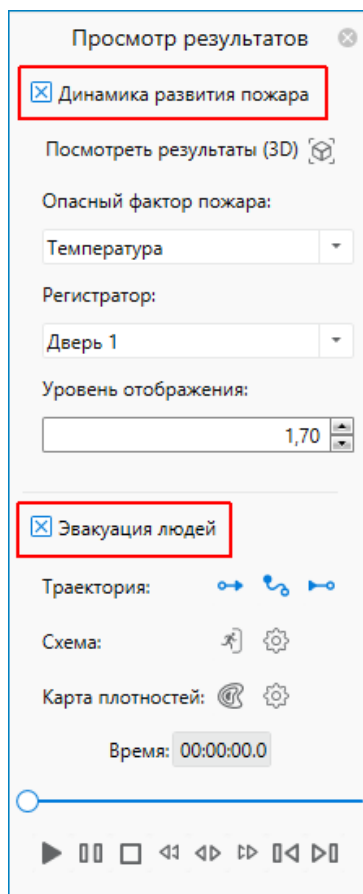 Просмотр результатов
Динамика развития пожара
Посмотреть результаты (3D)
Опасный фактор пожара:
Температура
Регистратор:
Дверь 1
Уровень отображения:
1,70
Эвакуация людей
Траектория:
Схема:
Карта плотностей:
Время: 00:00:00.0